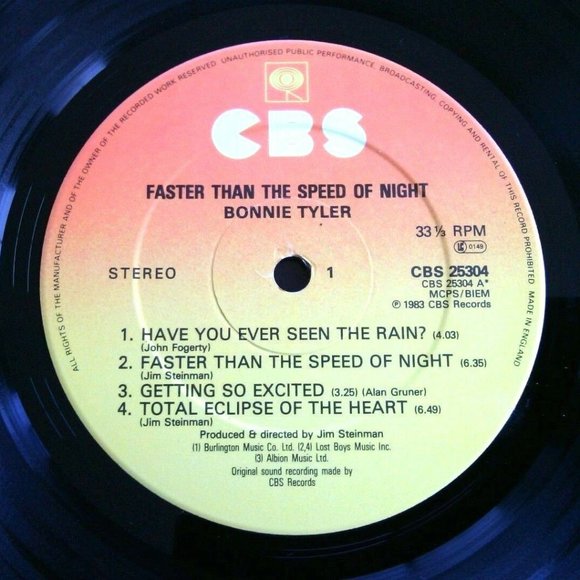 ALL RIGHTS OF THE MANUFACTURER AND OF THE OWNER OF THE RECORDED WORK RESERVED. UNAUTHORISED PUBLIC PERFORMANCE, BROADCASTING, COPYING AND RENTAL OF THIS RECORD PROHIBITED. MADE IN ENGLAND
CBS
FASTER THAN THE SPEED OF NIGHT
BONNIE TYLER
33⅓ RPM
LC 0149
STEREO
1
CBS 25304
CBS 25304 A*
MCPS/BIEM
℗ 1983 CBS Records
1. HAVE YOU EVER SEEN THE RAIN? (4.03)
(John Fogerty)
2. FASTER THAN THE SPEED OF NIGHT (6.35)
(Jim Steinman)
3. GETTING SO EXCITED (3.25) (Alan Gruner)
4. TOTAL ECLIPSE OF THE HEART (6.49)
(Jim Steinman)
Produced & directed by Jim Steinman
(1) Burlington Music Co. Ltd. (2,4) Lost Boys Music Inc.
(3) Albion Music Ltd.
Original sound recording made by
CBS Records